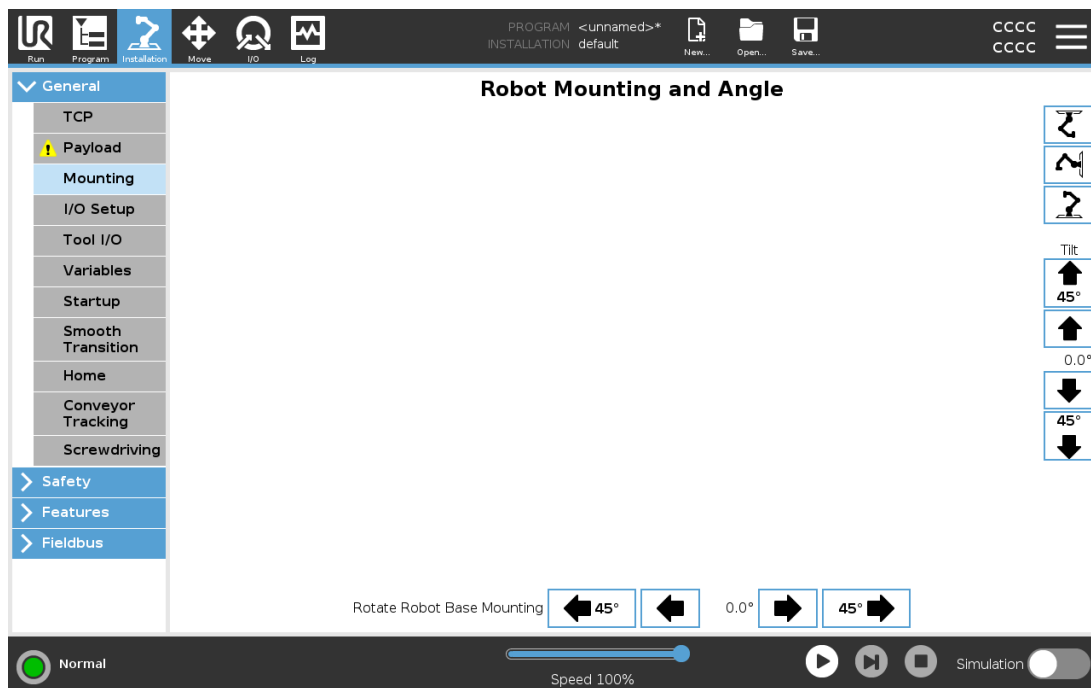 PROGRAM <unnamed>*
INSTALLATION default
CCCC
CCCC
Run
Program
Installation
Move
I/O
Log
New...
Open...
Save...
General
TCP
Payload
Mounting
I/O Setup
Tool I/O
Variables
Startup
Smooth
Transition
Home
Conveyor
Tracking
Screwdriving
Safety
Features
Fieldbus
Robot Mounting and Angle
Tilt
45°
0.0°
45°
Rotate Robot Base Mounting 45° 0.0° 45°
Normal
Speed 100%
Simulation